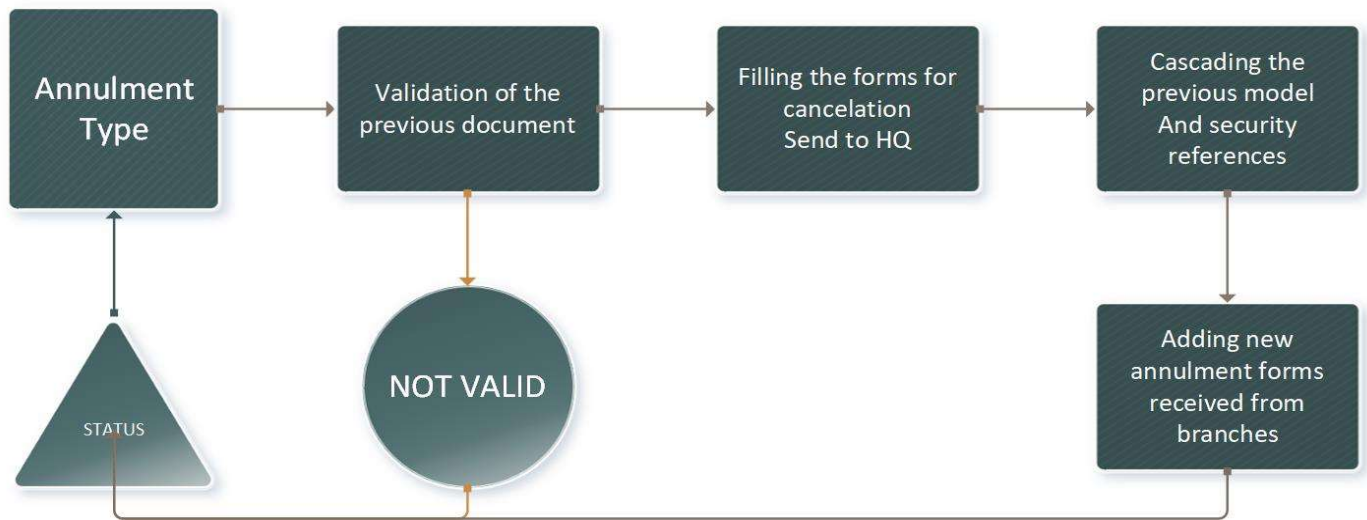 Annulment
Type
Validation of the
previous document
Filling the forms for
cancelation
Send to HQ
Cascading the
previous model
And security
references
STATUS
NOT VALID
Adding new
annulment forms
received from
branches